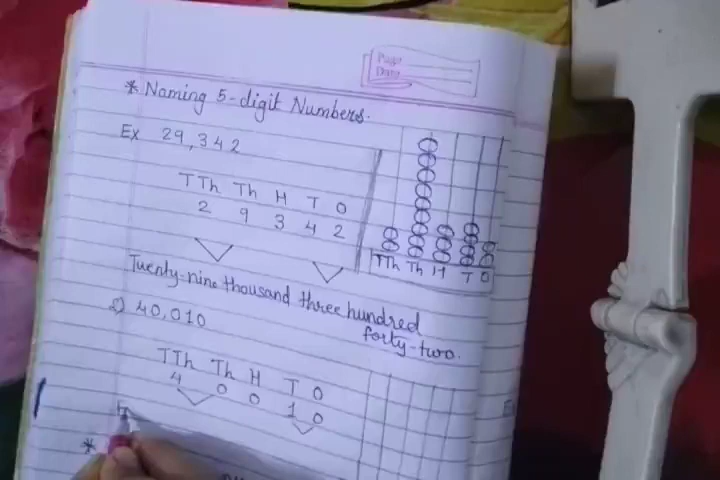 Page
Date
* Naming 5-digit Numbers.
Ex 29,342
TTh Th H T O
2 9 3 4 2
TTh Th H T O
Twenty-nine thousand three hundred
forty-two.
2) 40,010
TTh Th H T O
4 0 0 1 0
*